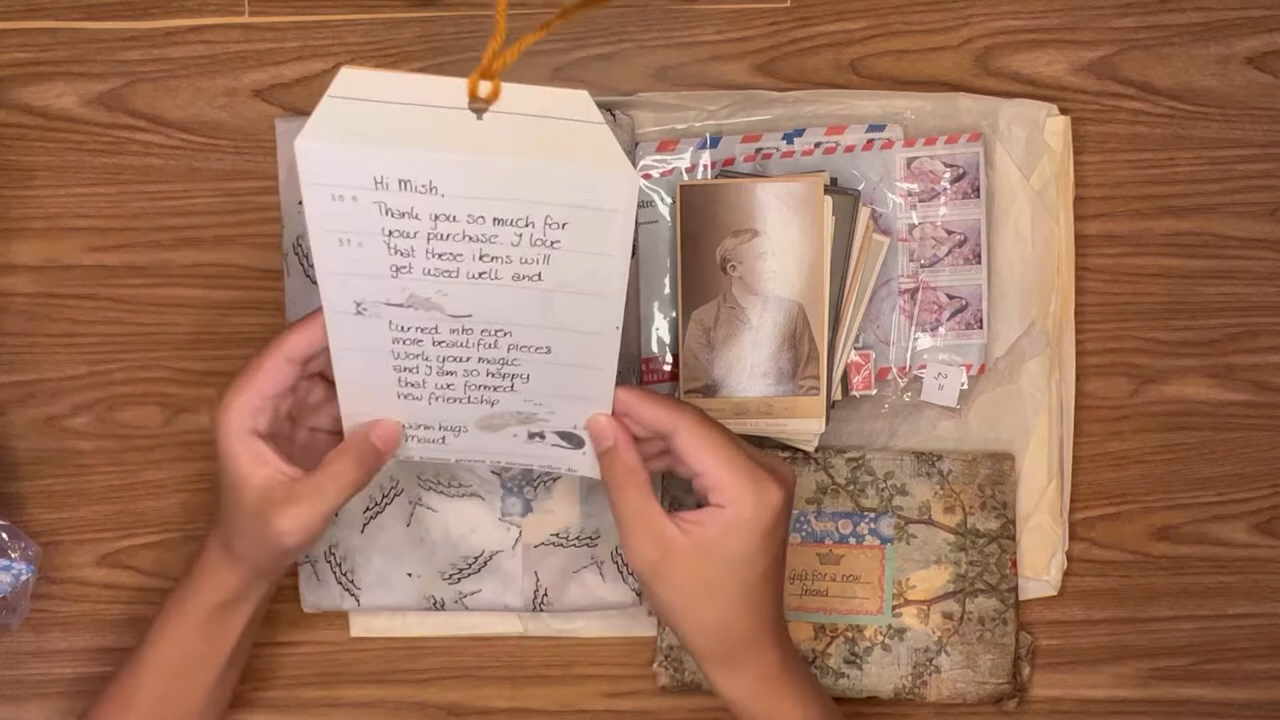 Hi Mish,
Thank you so much for
your purchase. I love
that these items will
get used well and
turned into even
more beautiful pieces
Work your magic
and I am so happy
that we formed
new friendship
warm hugs
Maud
2,=
Gift for a new
friend